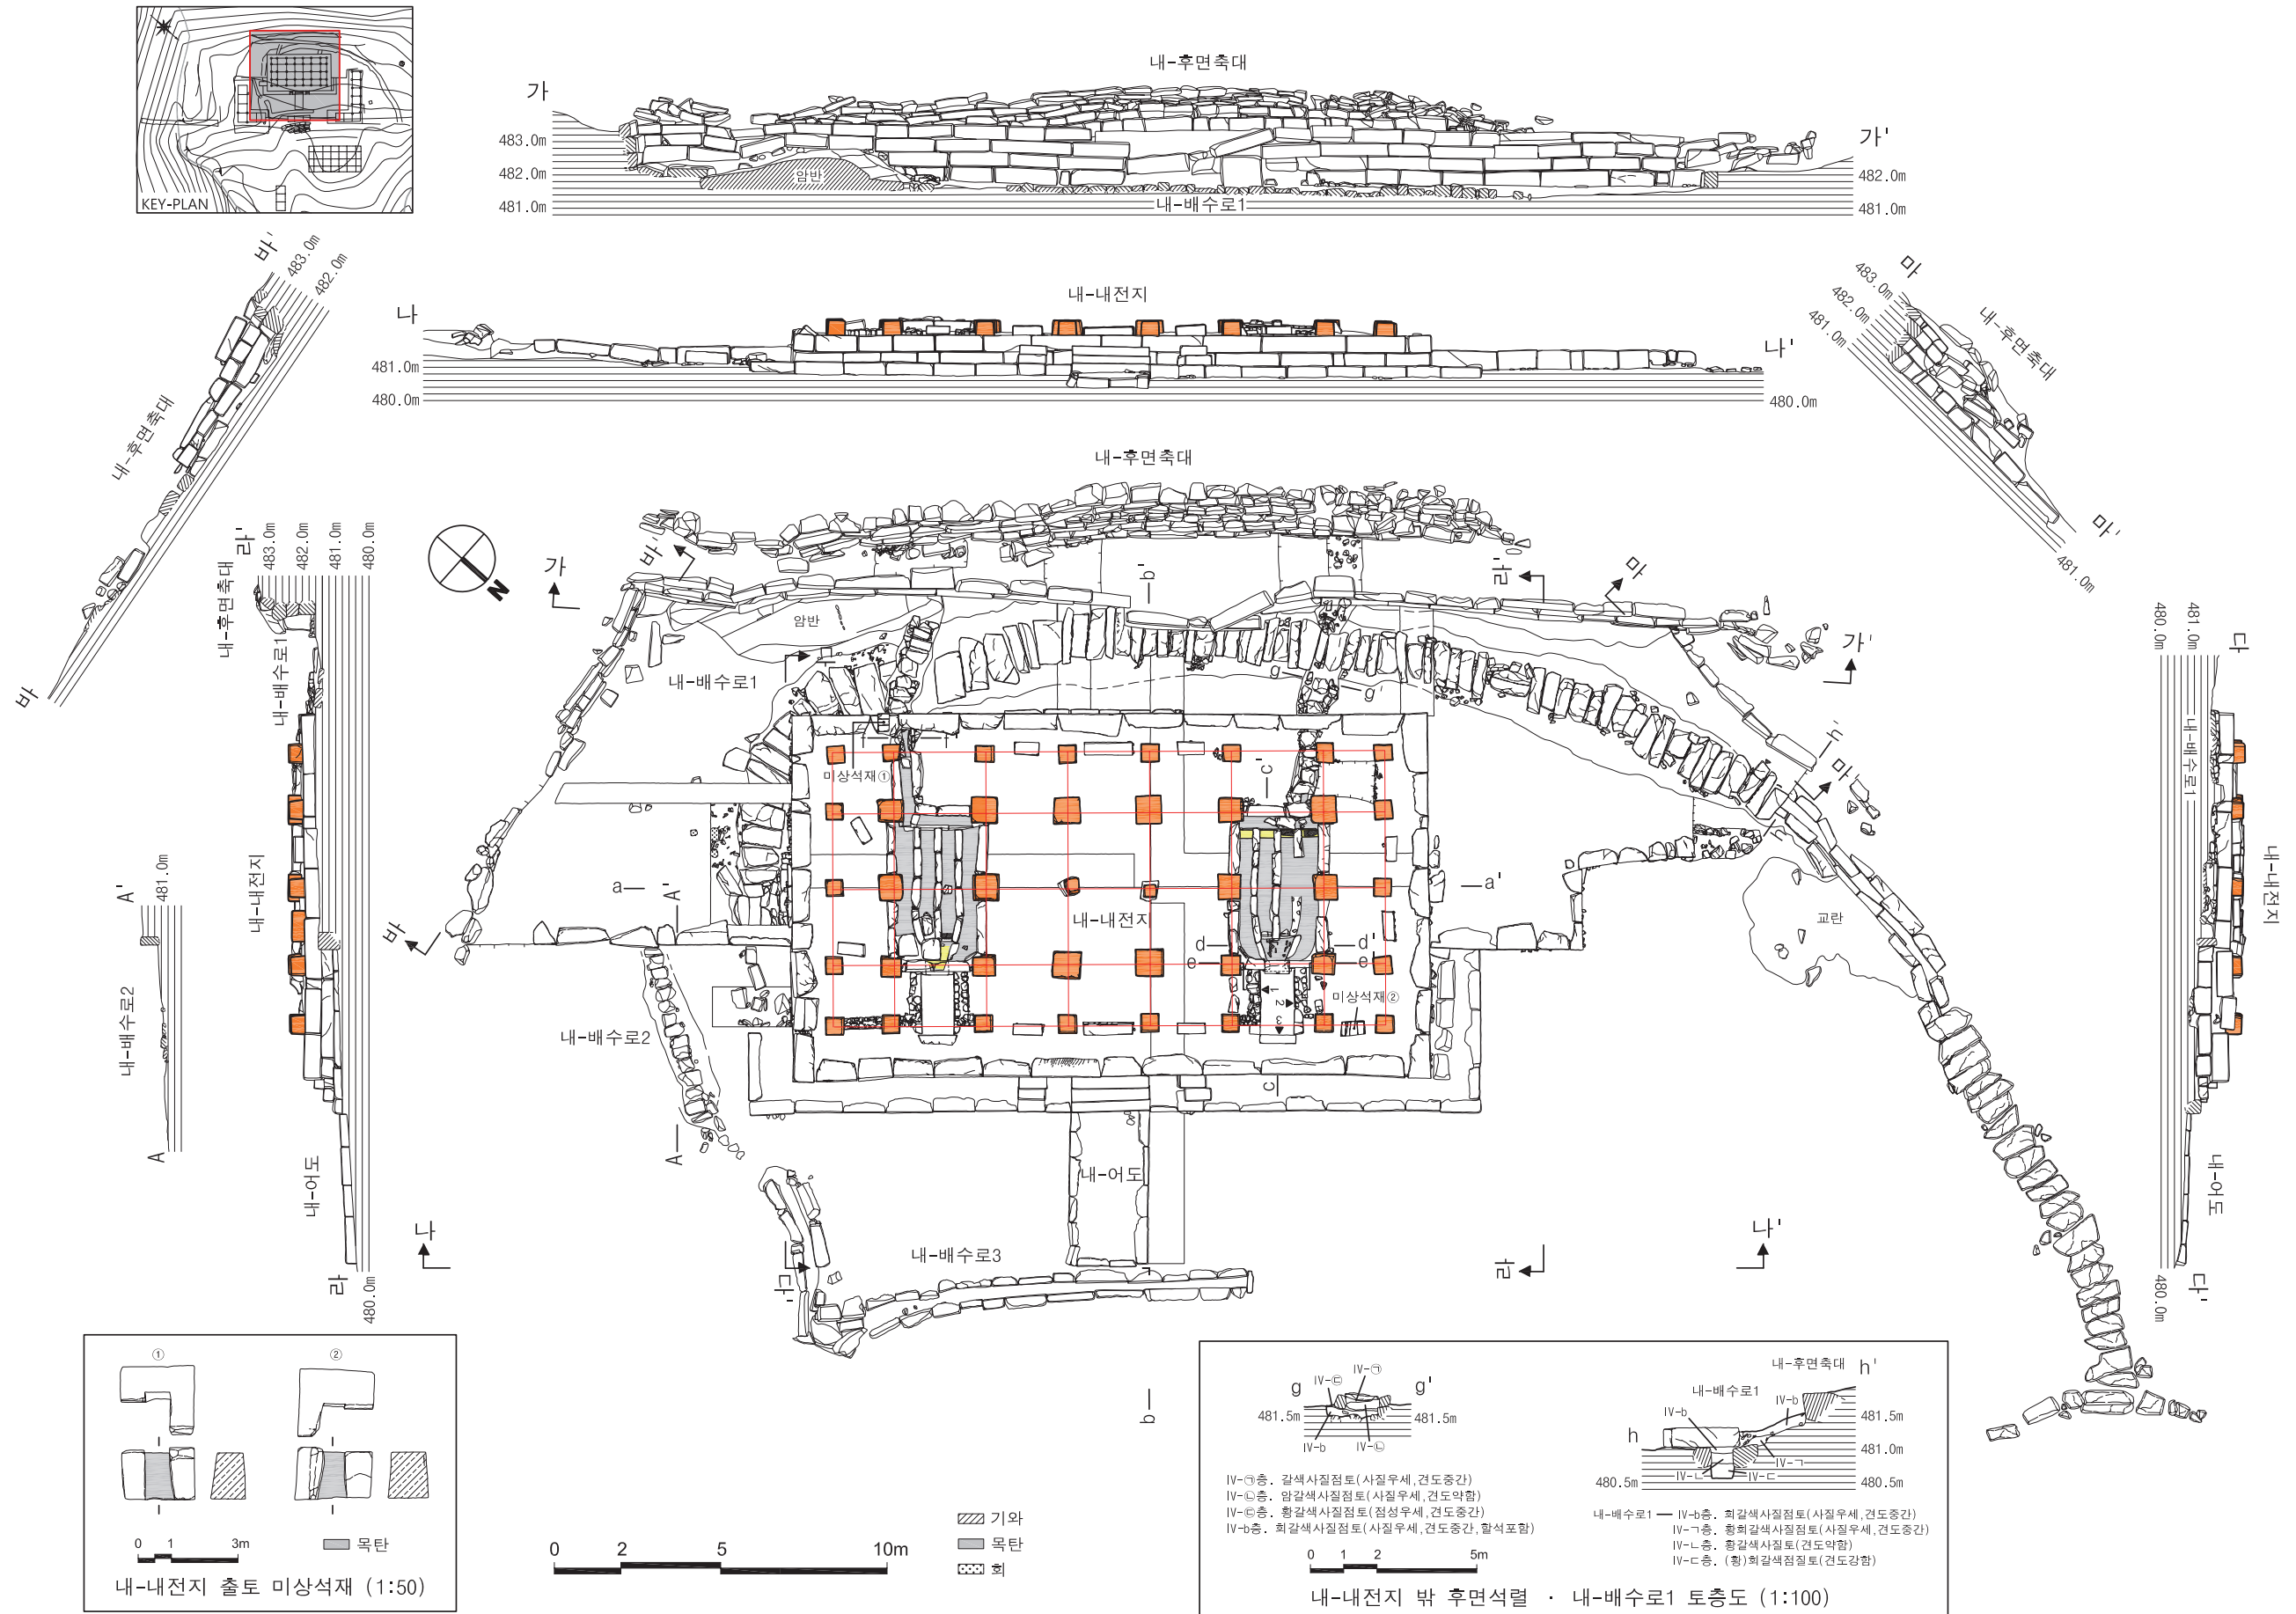 KEY-PLAN
내-후면축대
가
가'
483.0m
482.0m
481.0m
482.0m
481.0m
암반
내-배수로1
바'
483.0m
482.0m
내-후면축대
바
내-내전지
나
나'
481.0m
480.0m
480.0m
마
483.0m
482.0m
481.0m
내-후면축대
마'
481.0m
라'
483.0m
482.0m
481.0m
480.0m
내-후면축대
내-배수로1
내-내전지
내-어도
라
480.0m
A'
481.0m
내-배수로2
A
480.0m
481.0m
다
내-배수로1
내-내전지
내-어도
480.0m
다'
N
내-후면축대
가
바'
b'
라'
마
가'
암반
내-배수로1
g
g'
h'
마'
미상석재①
c'
a
A'
a'
내-내전지
교란
바
d
d'
e
e'
1
2
3
미상석재②
내-배수로2
c
A
내-어도
나
다'
내-배수로3
라
나'
b
①
②
0 1 3m
목탄
내-내전지 출토 미상석재 (1:50)
0 2 5 10m
기와
목탄
회
g
g'
Ⅳ-㉢
Ⅳ-㉠
481.5m
481.5m
Ⅳ-b
Ⅳ-㉡
Ⅳ-㉠층. 갈색사질점토(사질우세,견도중간)
Ⅳ-㉡층. 암갈색사질점토(사질우세,견도약함)
Ⅳ-㉢층. 황갈색사질점토(점성우세,견도중간)
Ⅳ-b층. 회갈색사질점토(사질우세,견도중간,할석포함)
내-후면축대
h'
내-배수로1
Ⅳ-b
Ⅳ-b
481.5m
h
481.0m
Ⅳ-ㄱ
480.5m
Ⅳ-ㄴ
Ⅳ-ㄷ
480.5m
내-배수로1 ― Ⅳ-b층. 회갈색사질점토(사질우세,견도중간)
Ⅳ-ㄱ층. 황회갈색사질점토(사질우세,견도중간)
Ⅳ-ㄴ층. 황갈색사질토(견도약함)
Ⅳ-ㄷ층. (황)회갈색점질토(견도강함)
0 1 2 5m
내-내전지 밖 후면석렬 · 내-배수로1 토층도 (1:100)